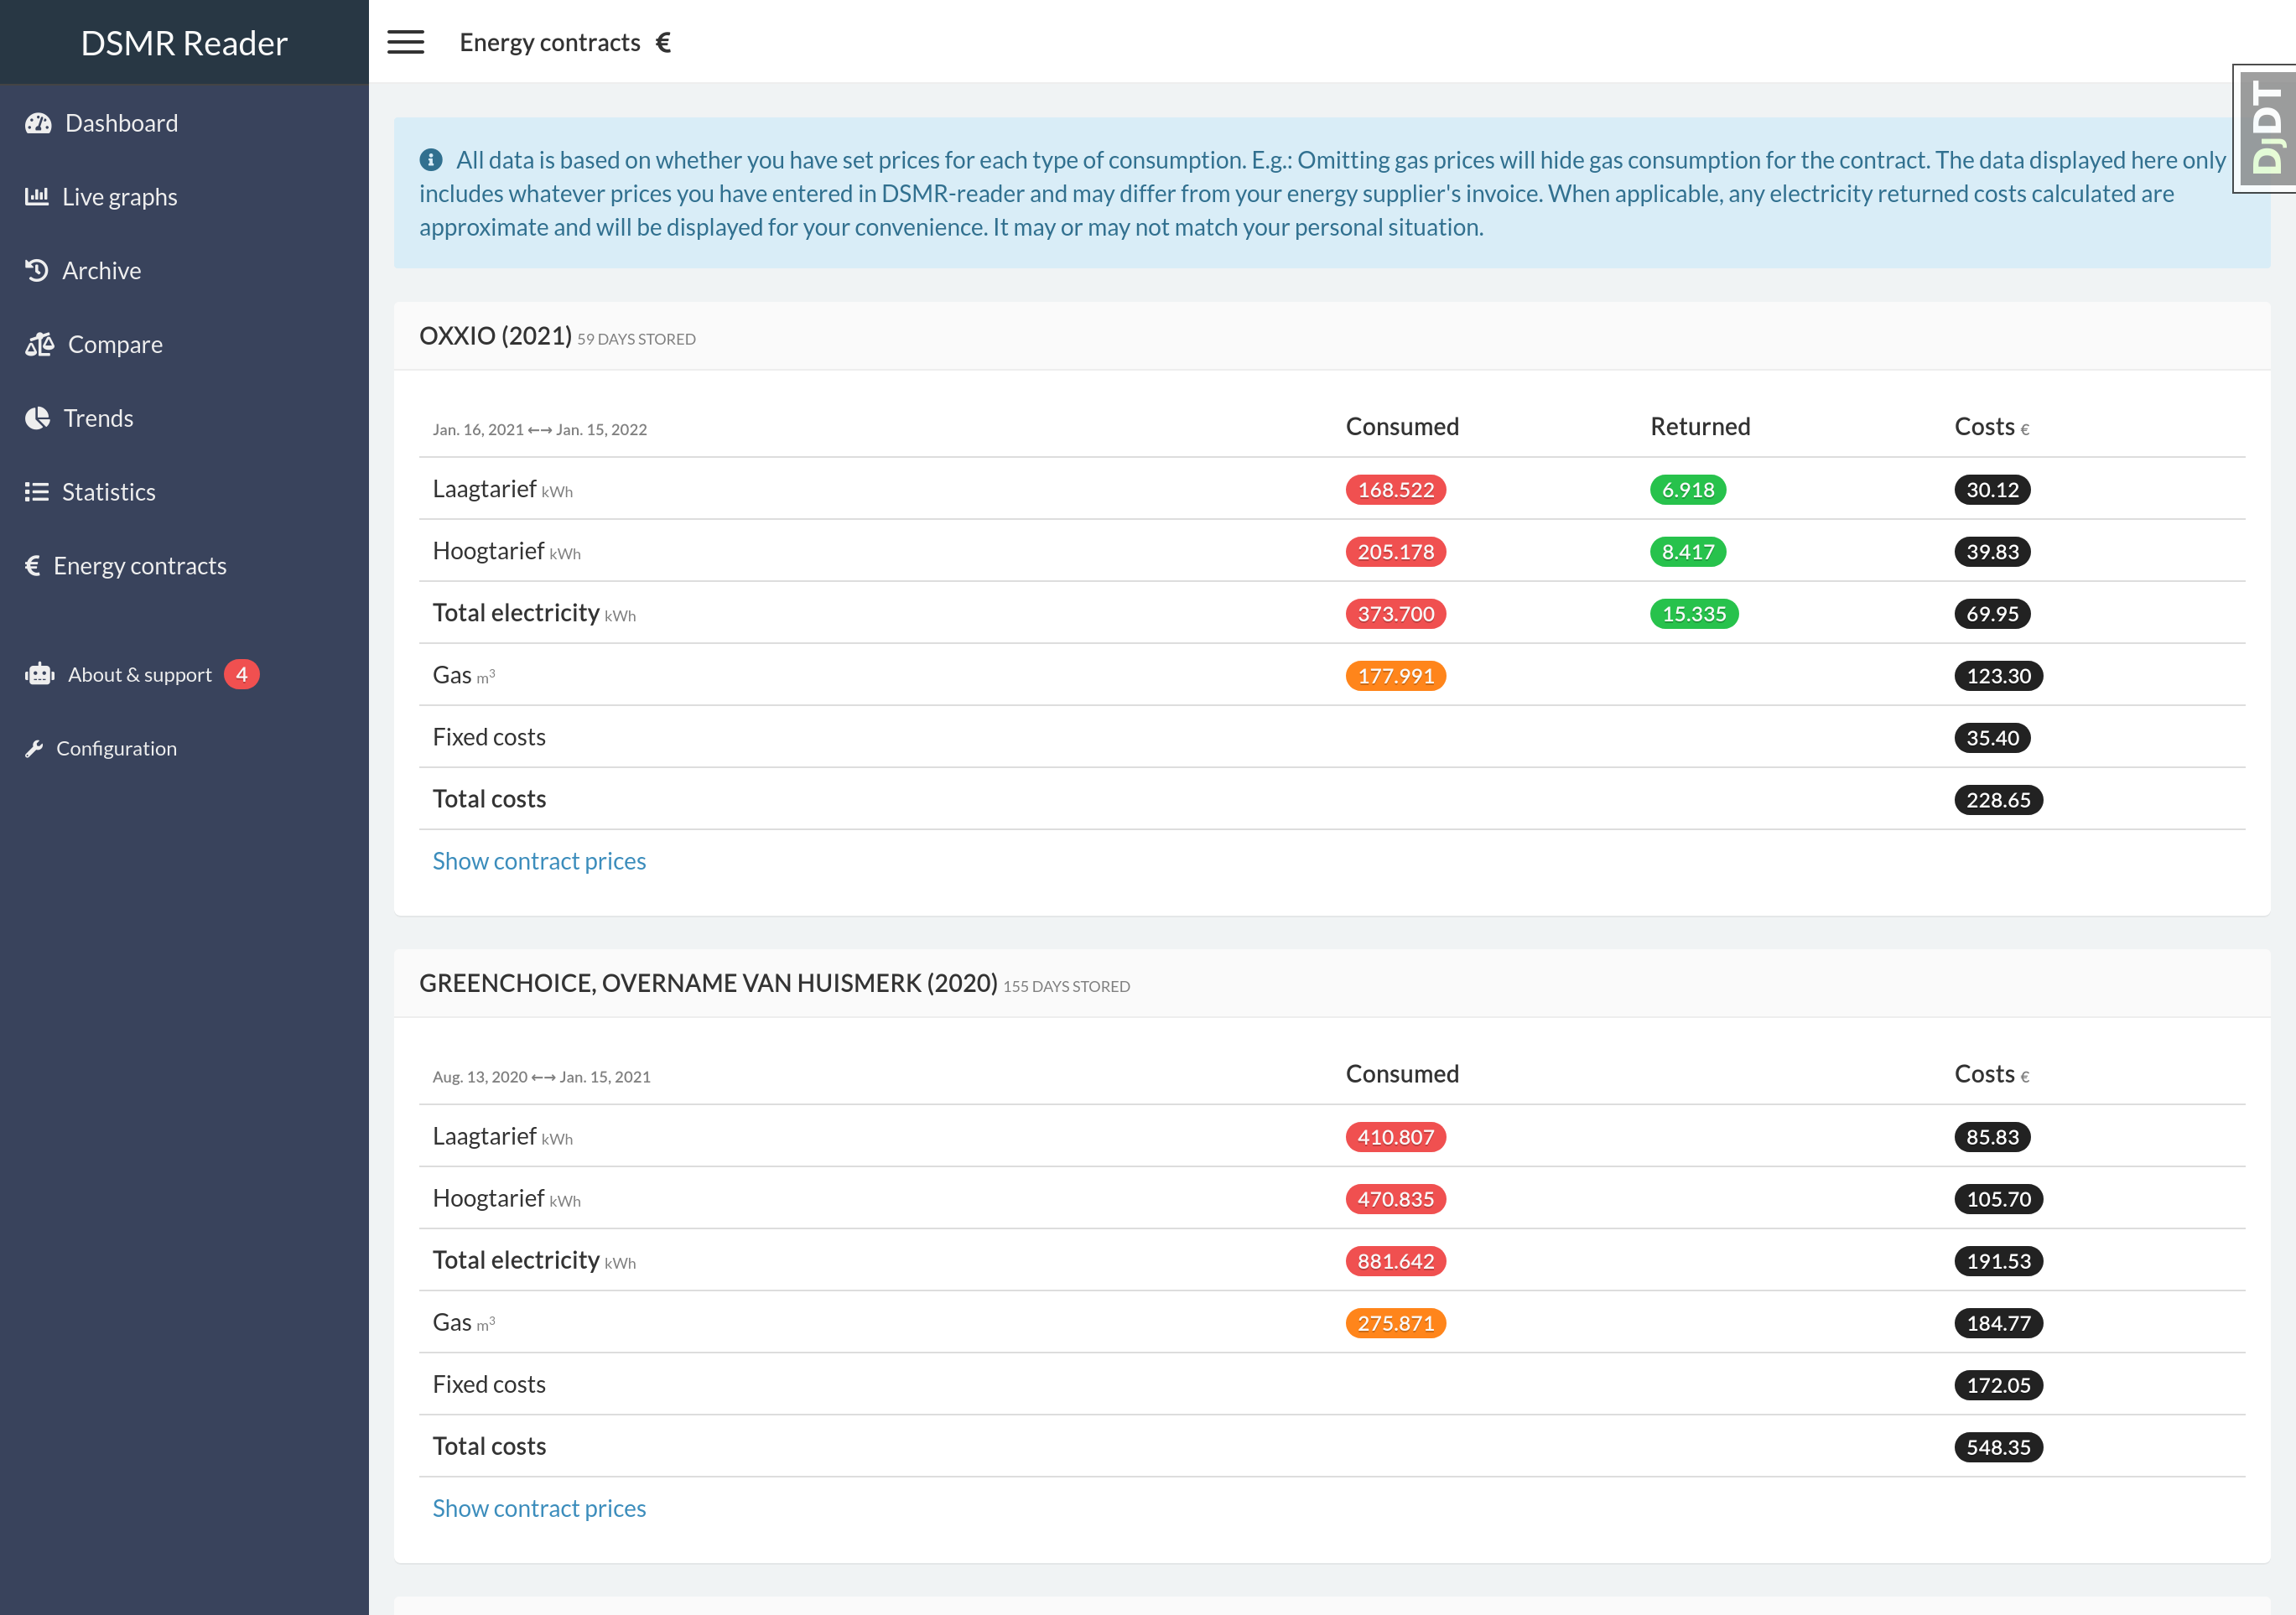 DSMR Reader
Energy contracts €
DJDT
Dashboard
Live graphs
Archive
Compare
Trends
Statistics
€ Energy contracts
About & support 4
Configuration
All data is based on whether you have set prices for each type of consumption. E.g.: Omitting gas prices will hide gas consumption for the contract. The data displayed here only
includes whatever prices you have entered in DSMR-reader and may differ from your energy supplier's invoice. When applicable, any electricity returned costs calculated are
approximate and will be displayed for your convenience. It may or may not match your personal situation.
OXXIO (2021) 59 DAYS STORED
Jan. 16, 2021 ←→ Jan. 15, 2022 Consumed Returned Costs €
Laagtarief kWh 168.522 6.918 30.12
Hoogtarief kWh 205.178 8.417 39.83
Total electricity kWh 373.700 15.335 69.95
Gas m³ 177.991 123.30
Fixed costs 35.40
Total costs 228.65
Show contract prices
GREENCHOICE, OVERNAME VAN HUISMERK (2020) 155 DAYS STORED
Aug. 13, 2020 ←→ Jan. 15, 2021 Consumed Costs €
Laagtarief kWh 410.807 85.83
Hoogtarief kWh 470.835 105.70
Total electricity kWh 881.642 191.53
Gas m³ 275.871 184.77
Fixed costs 172.05
Total costs 548.35
Show contract prices